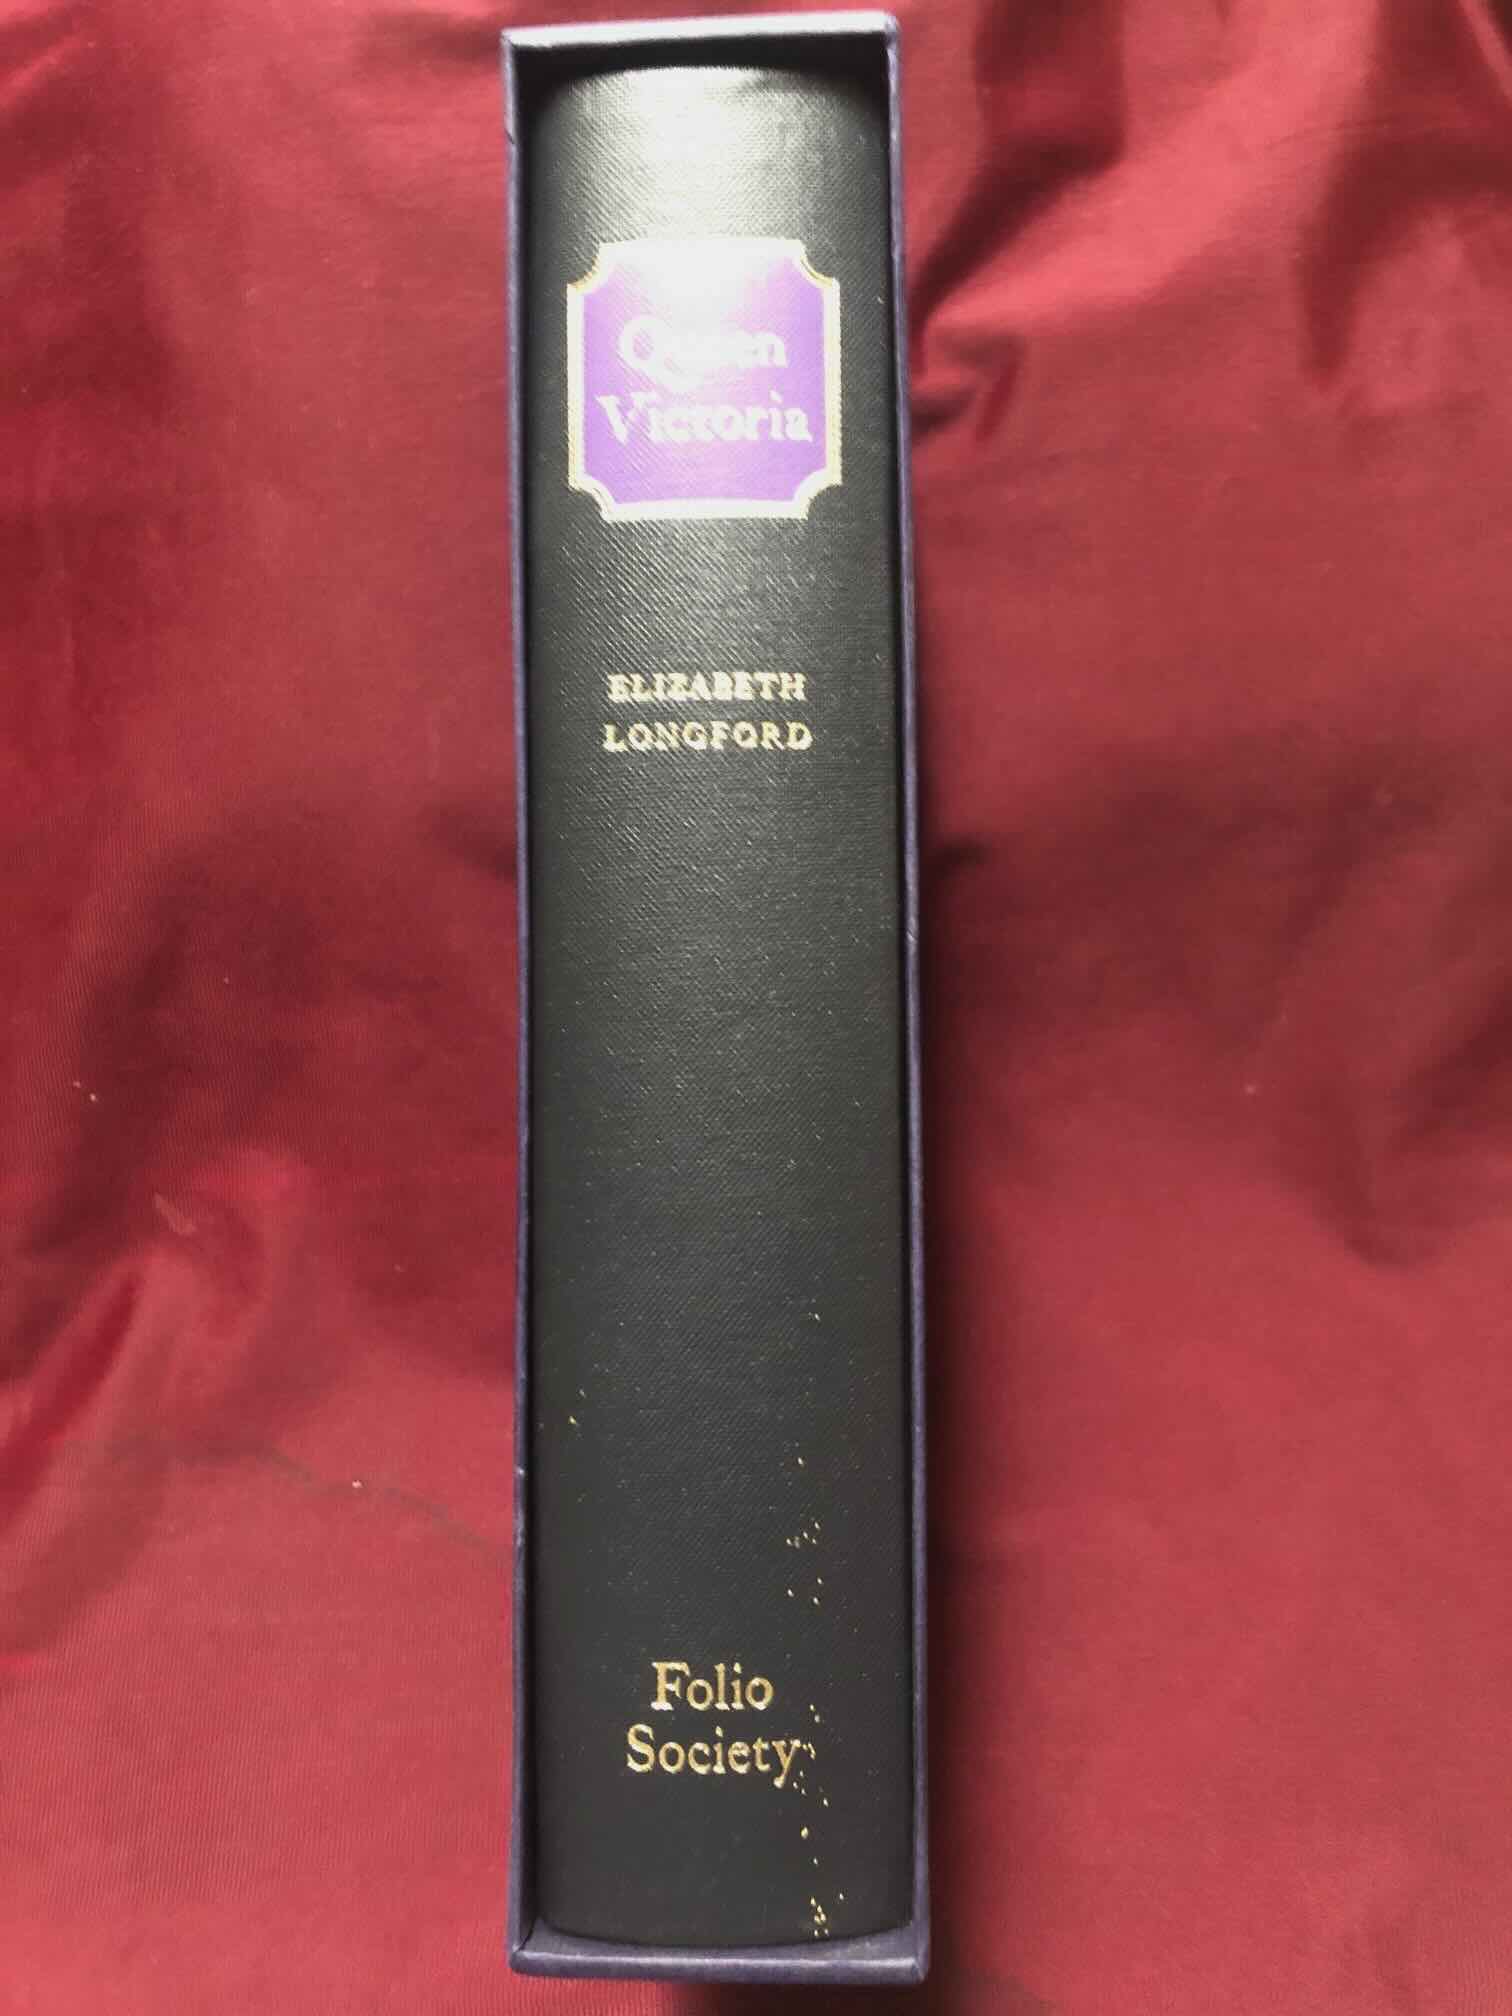 Queen
Victoria
ELIZABETH
LONGFORD
Folio
Society